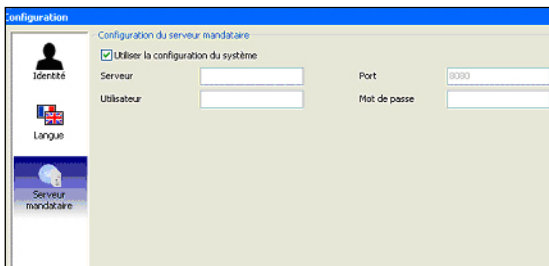 Configuration
Configuration du serveur mandataire
Utiliser la configuration du système
Identité
Serveur
Port
8080
Utilisateur
Mot de passe
Langue
Serveur
mandataire